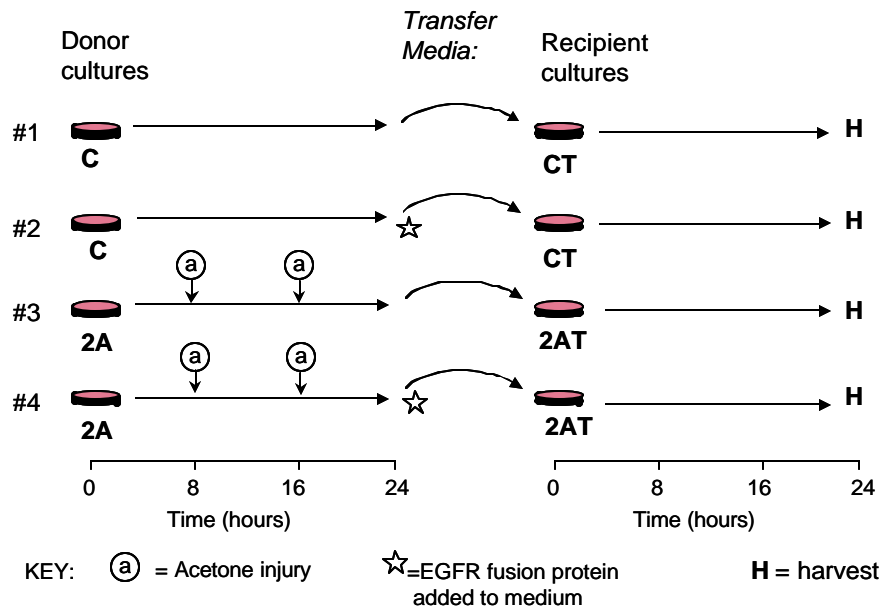 Donor
cultures
Transfer
Media:
Recipient
cultures
#1
C
CT
H
#2
C
CT
H
a
a
#3
2A
2AT
H
a
a
#4
2A
2AT
H
0 8 16 24
Time (hours)
0 8 16 24
Time (hours)
KEY: a = Acetone injury
=EGFR fusion protein
added to medium
H = harvest